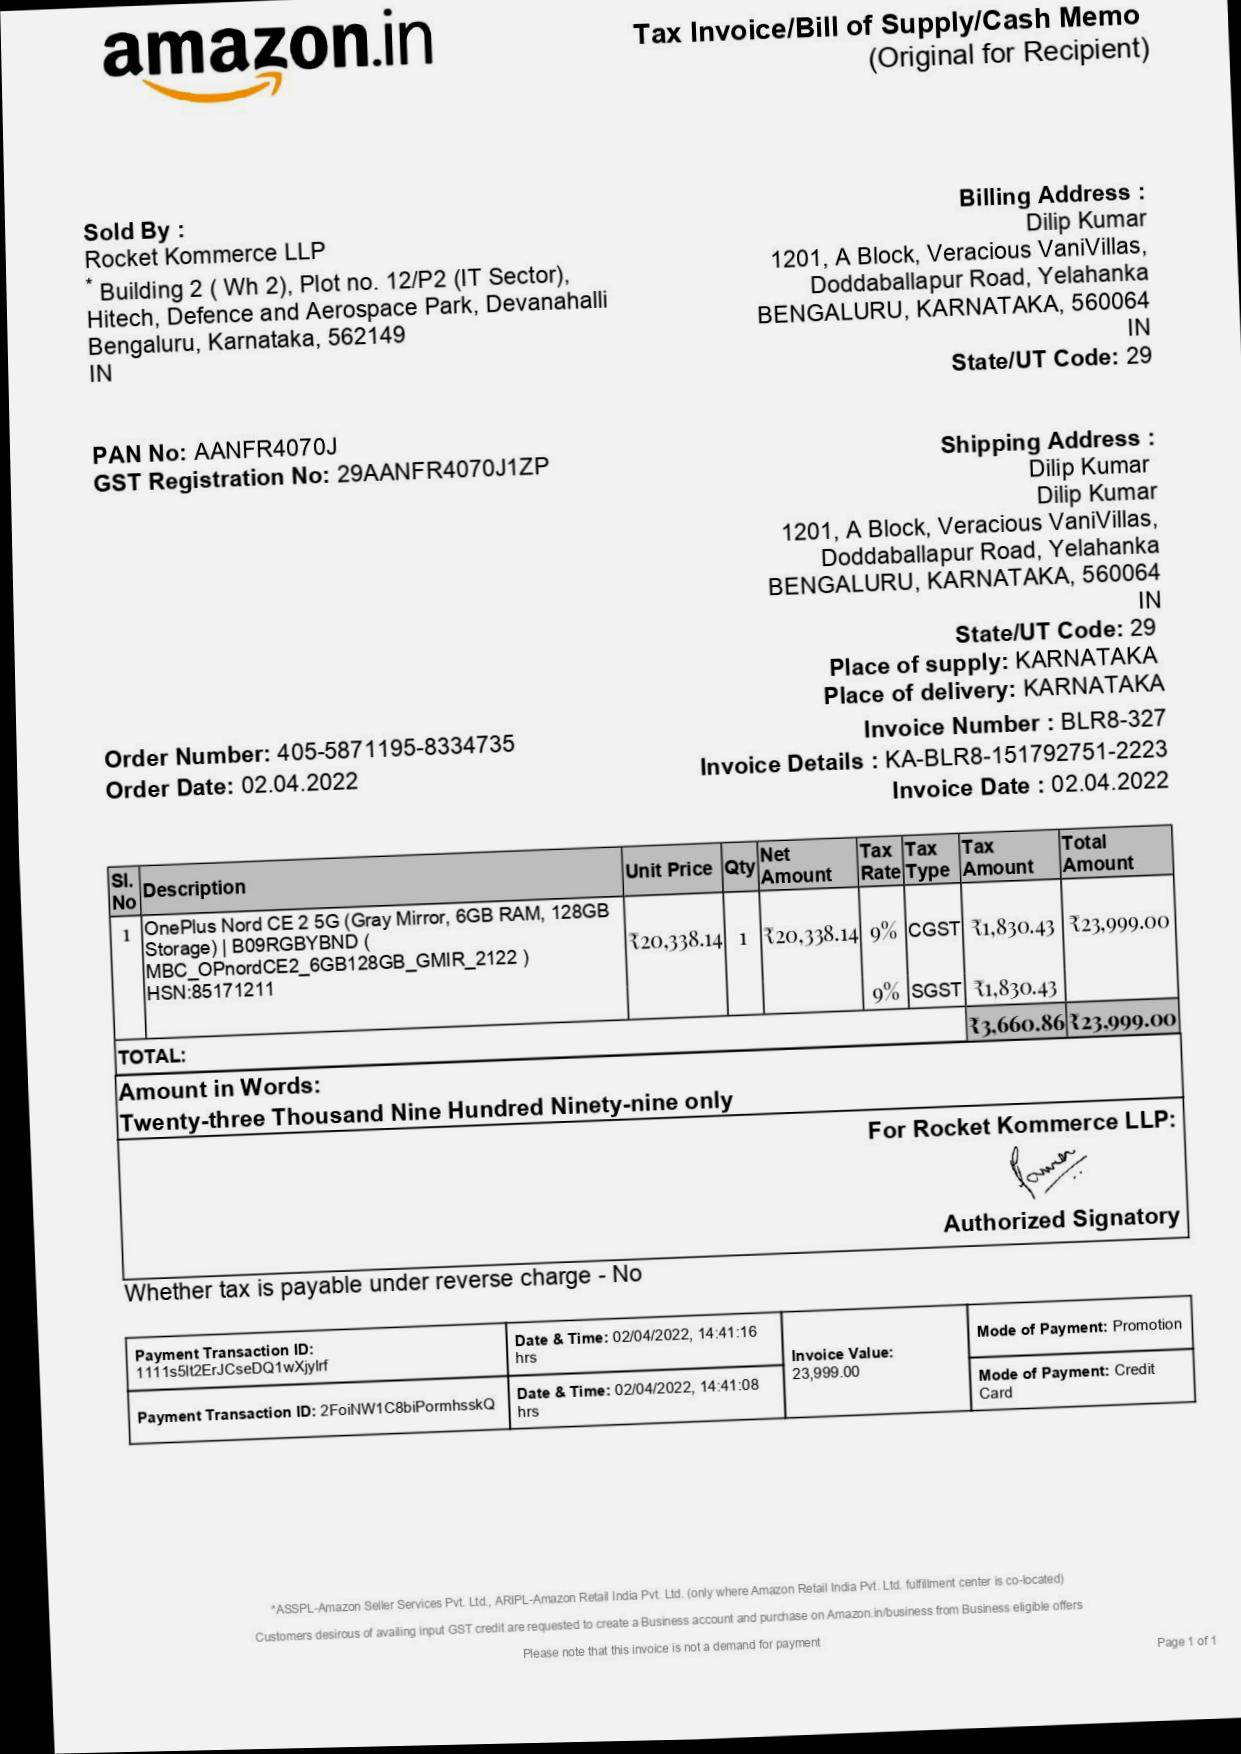 amazon.in
Tax Invoice/Bill of Supply/Cash Memo
(Original for Recipient)
Sold By :
Rocket Kommerce LLP
* Building 2 ( Wh 2), Plot no. 12/P2 (IT Sector),
Hitech, Defence and Aerospace Park, Devanahalli
Bengaluru, Karnataka, 562149
IN
PAN No: AANFR4070J
GST Registration No: 29AANFR4070J1ZP
Billing Address :
Dilip Kumar
1201, A Block, Veracious VaniVillas,
Doddaballapur Road, Yelahanka
BENGALURU, KARNATAKA, 560064
IN
State/UT Code: 29
Shipping Address :
Dilip Kumar
Dilip Kumar
1201, A Block, Veracious VaniVillas,
Doddaballapur Road, Yelahanka
BENGALURU, KARNATAKA, 560064
IN
State/UT Code: 29
Place of supply: KARNATAKA
Place of delivery: KARNATAKA
Order Number: 405-5871195-8334735
Order Date: 02.04.2022
Invoice Number : BLR8-327
Invoice Details : KA-BLR8-151792751-2223
Invoice Date : 02.04.2022
Sl. No Description Unit Price Qty Net Amount Tax Rate Tax Type Tax Amount Total Amount
1 OnePlus Nord CE 2 5G (Gray Mirror, 6GB RAM, 128GB
Storage) | B09RGBYBND (
MBC_OPnordCE2_6GB128GB_GMIR_2122 )
HSN:85171211
₹20,338.14 1 ₹20,338.14 9% CGST ₹1,830.43 ₹23,999.00
9% SGST ₹1,830.43
TOTAL: ₹3,660.86 ₹23,999.00
Amount in Words:
Twenty-three Thousand Nine Hundred Ninety-nine only
For Rocket Kommerce LLP:
Authorized Signatory
Whether tax is payable under reverse charge - No
Payment Transaction ID:
1111s5lt2ErJCseDQ1wXjylrf
Date & Time: 02/04/2022, 14:41:16
hrs
Invoice Value:
23,999.00
Mode of Payment: Promotion
Payment Transaction ID: 2FoiNW1C8biPormhsskQ
Date & Time: 02/04/2022, 14:41:08
hrs
Mode of Payment: Credit
Card
*ASSPL-Amazon Seller Services Pvt. Ltd., ARIPL-Amazon Retail India Pvt. Ltd. (only where Amazon Retail India Pvt. Ltd. fulfillment center is co-located)
Customers desirous of availing input GST credit are requested to create a Business account and purchase on Amazon.in/business from Business eligible offers
Please note that this invoice is not a demand for payment
Page 1 of 1